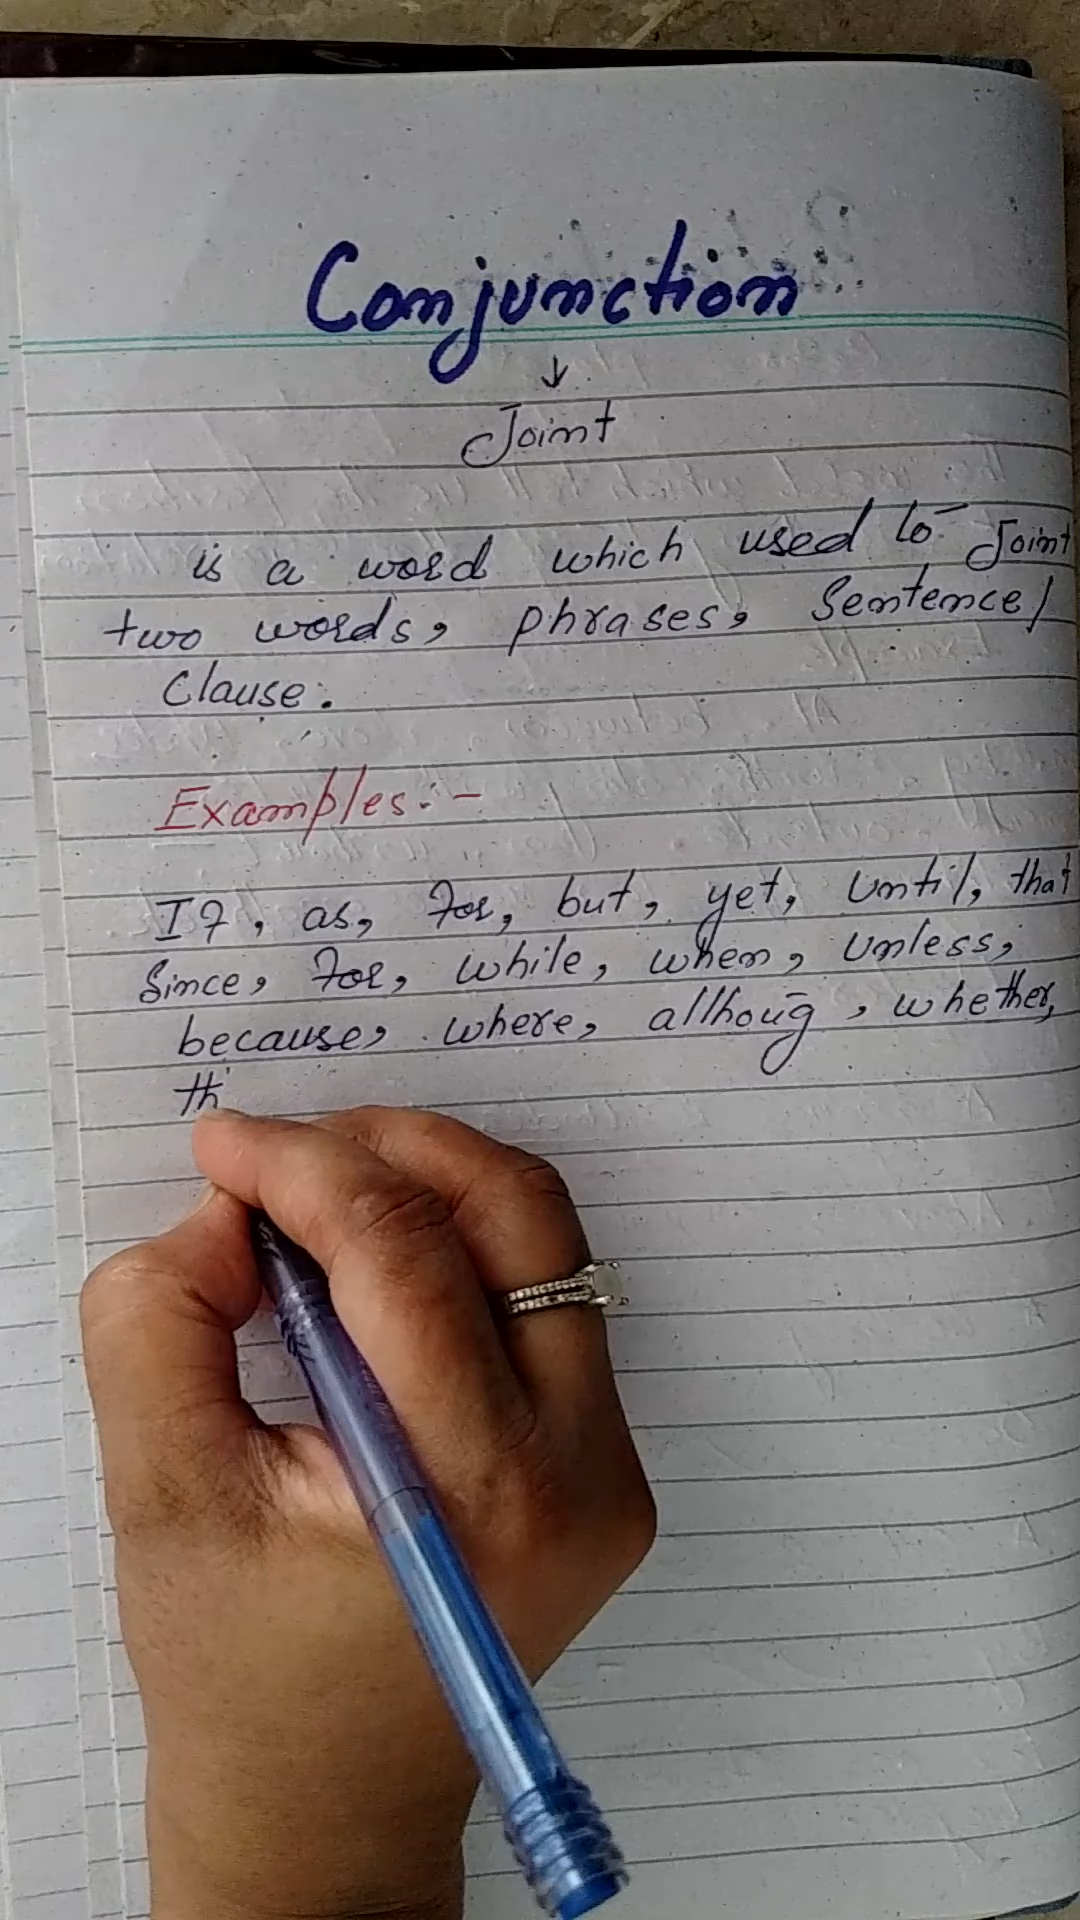 Conjunction
↓
Joint
is a word which used to Joint
two words, phrases, Sentence/
Clause.
Examples:-
If, as, for, but, yet, Until, that
Since, for, while, when, Unless,
because, where, althoug, whether,
th